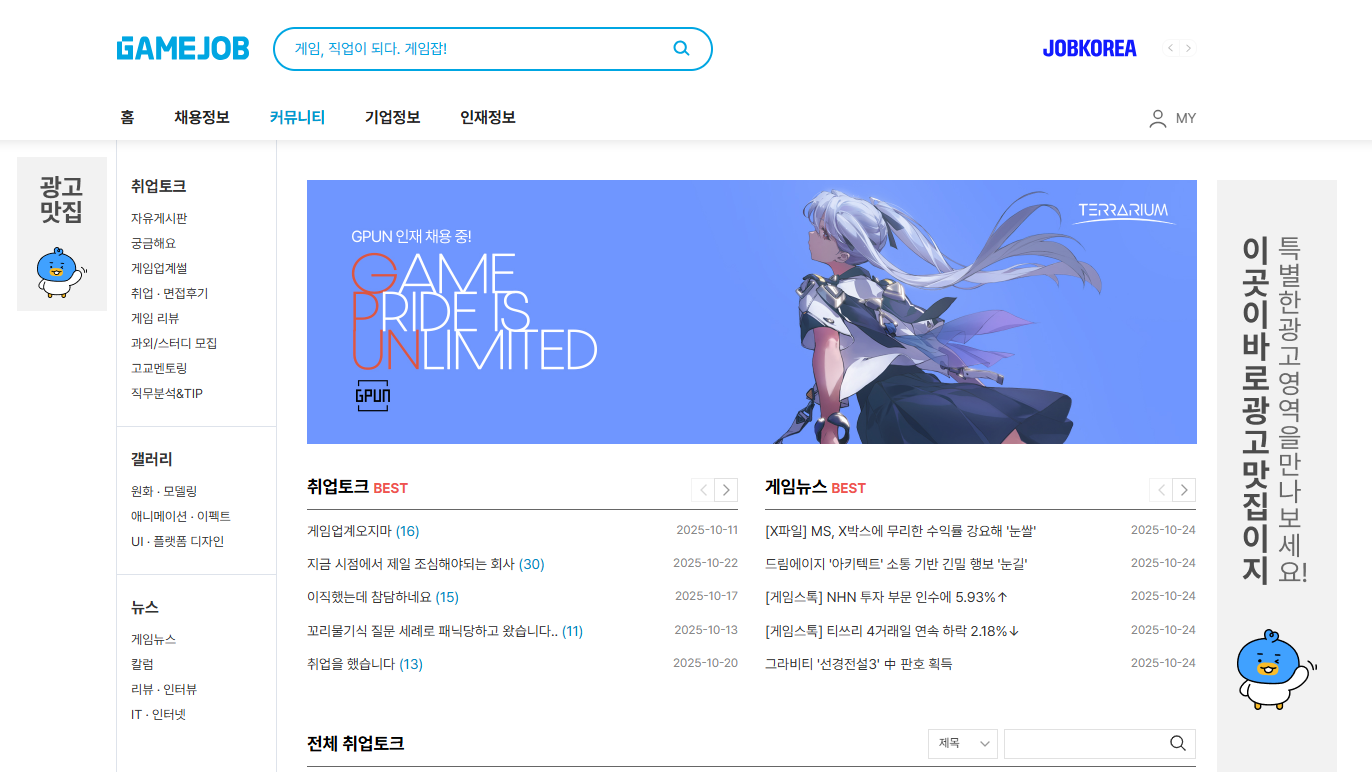 GAMEJOB
게임, 직업이 되다. 게임잡!
JOBKOREA
홈
채용정보
커뮤니티
기업정보
인재정보
MY
광고
맛집
취업토크
자유게시판
궁금해요
게임업계썰
취업 · 면접후기
게임 리뷰
과외/스터디 모집
고교멘토링
직무분석&TIP
갤러리
원화 · 모델링
애니메이션 · 이펙트
UI · 플랫폼 디자인
뉴스
게임뉴스
칼럼
리뷰 · 인터뷰
IT · 인터넷
GPUN 인재 채용 중!
GAME
PRIDE IS
UNLIMITED
GPUN
TERRARIUM
취업토크 BEST
게임업계오지마 (16) 2025-10-11
지금 시점에서 제일 조심해야되는 회사 (30) 2025-10-22
이직했는데 참담하네요 (15) 2025-10-17
꼬리물기식 질문 세례로 패닉당하고 왔습니다.. (11) 2025-10-13
취업을 했습니다 (13) 2025-10-20
게임뉴스 BEST
[X파일] MS, X박스에 무리한 수익률 강요해 '눈쌀' 2025-10-24
드림에이지 '아키텍트' 소통 기반 긴밀 행보 '눈길' 2025-10-24
[게임스톡] NHN 투자 부문 인수에 5.93%↑ 2025-10-24
[게임스톡] 티쓰리 4거래일 연속 하락 2.18%↓ 2025-10-24
그라비티 '선경전설3' 中 판호 획득 2025-10-24
전체 취업토크
제목
특별한광고영역을만나보세요!
이곳이바로광고맛집이지